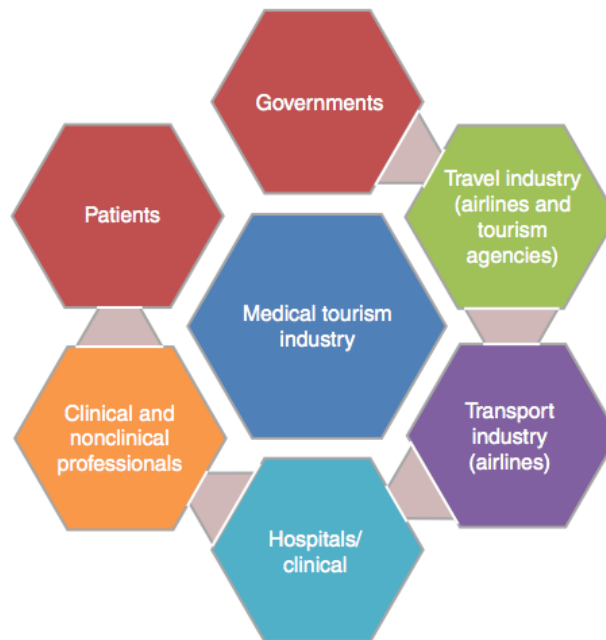 Governments
Travel industry
(airlines and
tourism
agencies)
Patients
Medical tourism
industry
Clinical and
nonclinical
professionals
Transport
industry
(airlines)
Hospitals/
clinical